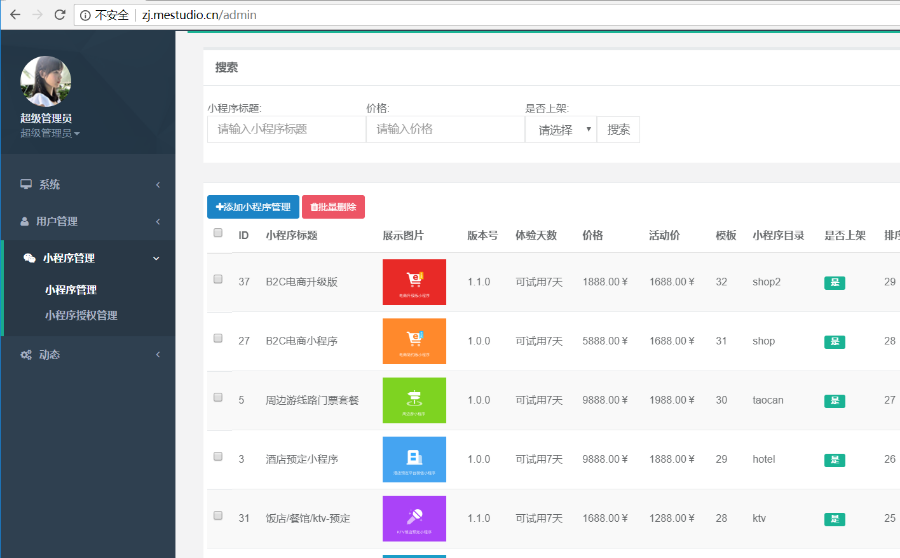 不安全 | zj.mestudio.cn/admin
超级管理员
超级管理员
系统
用户管理
小程序管理
小程序管理
小程序授权管理
动态
搜索
小程序标题: 价格: 是否上架:
请输入小程序标题 请输入价格 请选择 搜索
添加小程序管理 批量删除
ID 小程序标题 展示图片 版本号 体验天数 价格 活动价 模板 小程序目录 是否上架 排序
37 B2C电商升级版 1.1.0 可试用7天 1888.00¥ 1688.00¥ 32 shop2 是 29
27 B2C电商小程序 1.0.0 可试用7天 5888.00¥ 1688.00¥ 31 shop 是 28
5 周边游线路门票套餐 1.0.0 可试用7天 9888.00¥ 1988.00¥ 30 taocan 是 27
3 酒店预定小程序 1.0.0 可试用7天 9888.00¥ 1888.00¥ 29 hotel 是 26
31 饭店/餐馆/ktv-预定 1.1.0 可试用7天 1688.00¥ 1288.00¥ 28 ktv 是 25